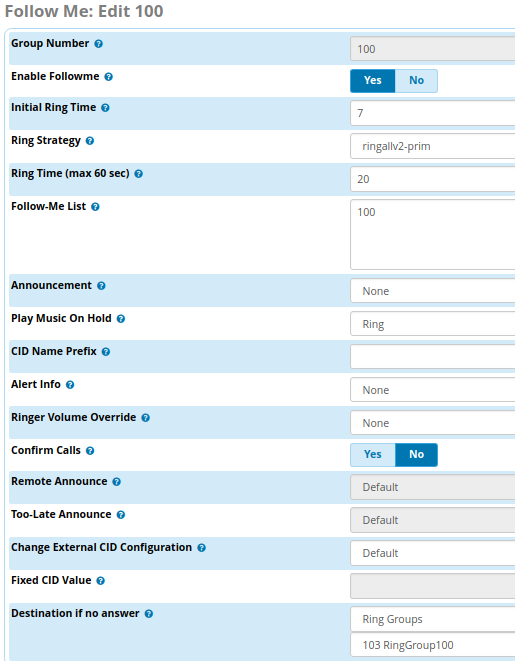 Follow Me: Edit 100
Group Number ?
100
Enable Followme ?
Yes No
Initial Ring Time ?
7
Ring Strategy ?
ringallv2-prim
Ring Time (max 60 sec) ?
20
Follow-Me List ?
100
Announcement ?
None
Play Music On Hold ?
Ring
CID Name Prefix ?
Alert Info ?
None
Ringer Volume Override ?
None
Confirm Calls ?
Yes No
Remote Announce ?
Default
Too-Late Announce ?
Default
Change External CID Configuration ?
Default
Fixed CID Value ?
Destination if no answer ?
Ring Groups
103 RingGroup100